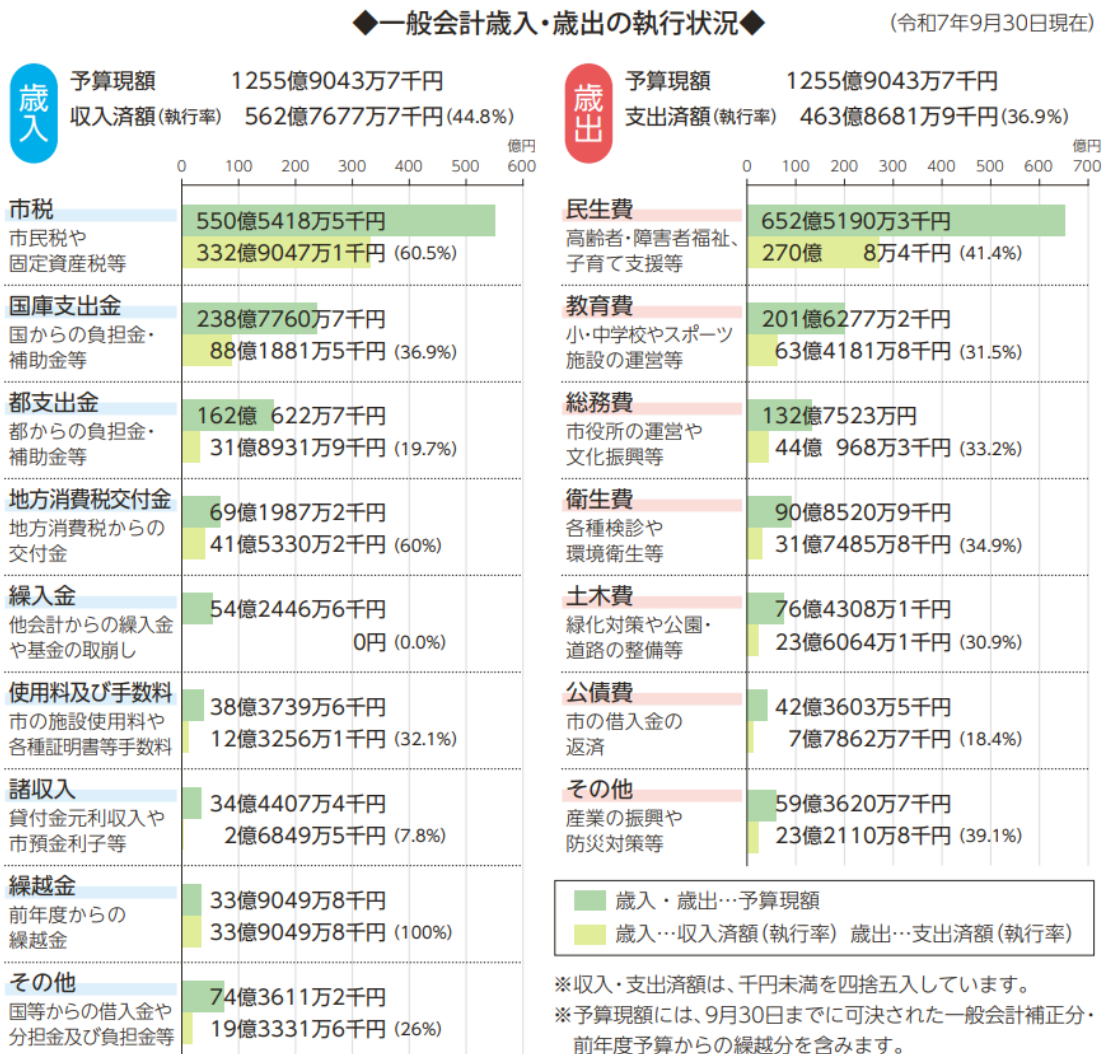 ◆一般会計歳入・歳出の執行状況◆
(令和7年9月30日現在)
歳入
予算現額 1255億9043万7千円
収入済額(執行率) 562億7677万7千円(44.8%)
億円
0 100 200 300 400 500 600
市税
市民税や
固定資産税等
550億5418万5千円
332億9047万1千円 (60.5%)
国庫支出金
国からの負担金・
補助金等
238億7760万7千円
88億1881万5千円 (36.9%)
都支出金
都からの負担金・
補助金等
162億 622万7千円
31億8931万9千円 (19.7%)
地方消費税交付金
地方消費税からの
交付金
69億1987万2千円
41億5330万2千円 (60%)
繰入金
他会計からの繰入金
や基金の取崩し
54億2446万6千円
0円 (0.0%)
使用料及び手数料
市の施設使用料や
各種証明書等手数料
38億3739万6千円
12億3256万1千円 (32.1%)
諸収入
貸付金元利収入や
市預金利子等
34億4407万4千円
2億6849万5千円 (7.8%)
繰越金
前年度からの
繰越金
33億9049万8千円
33億9049万8千円 (100%)
その他
国等からの借入金や
分担金及び負担金等
74億3611万2千円
19億3331万6千円 (26%)
歳出
予算現額 1255億9043万7千円
支出済額(執行率) 463億8681万9千円(36.9%)
億円
0 100 200 300 400 500 600 700
民生費
高齢者・障害者福祉、
子育て支援等
652億5190万3千円
270億 8万4千円 (41.4%)
教育費
小・中学校やスポーツ
施設の運営等
201億6277万2千円
63億4181万8千円 (31.5%)
総務費
市役所の運営や
文化振興等
132億7523万円
44億 968万3千円 (33.2%)
衛生費
各種検診や
環境衛生等
90億8520万9千円
31億7485万8千円 (34.9%)
土木費
緑化対策や公園・
道路の整備等
76億4308万1千円
23億6064万1千円 (30.9%)
公債費
市の借入金の
返済
42億3603万5千円
7億7862万7千円 (18.4%)
その他
産業の振興や
防災対策等
59億3620万7千円
23億2110万8千円 (39.1%)
歳入・歳出…予算現額
歳入…収入済額(執行率) 歳出…支出済額(執行率)
※収入・支出済額は、千円未満を四捨五入しています。
※予算現額には、9月30日までに可決された一般会計補正分・
前年度予算からの繰越分を含みます。